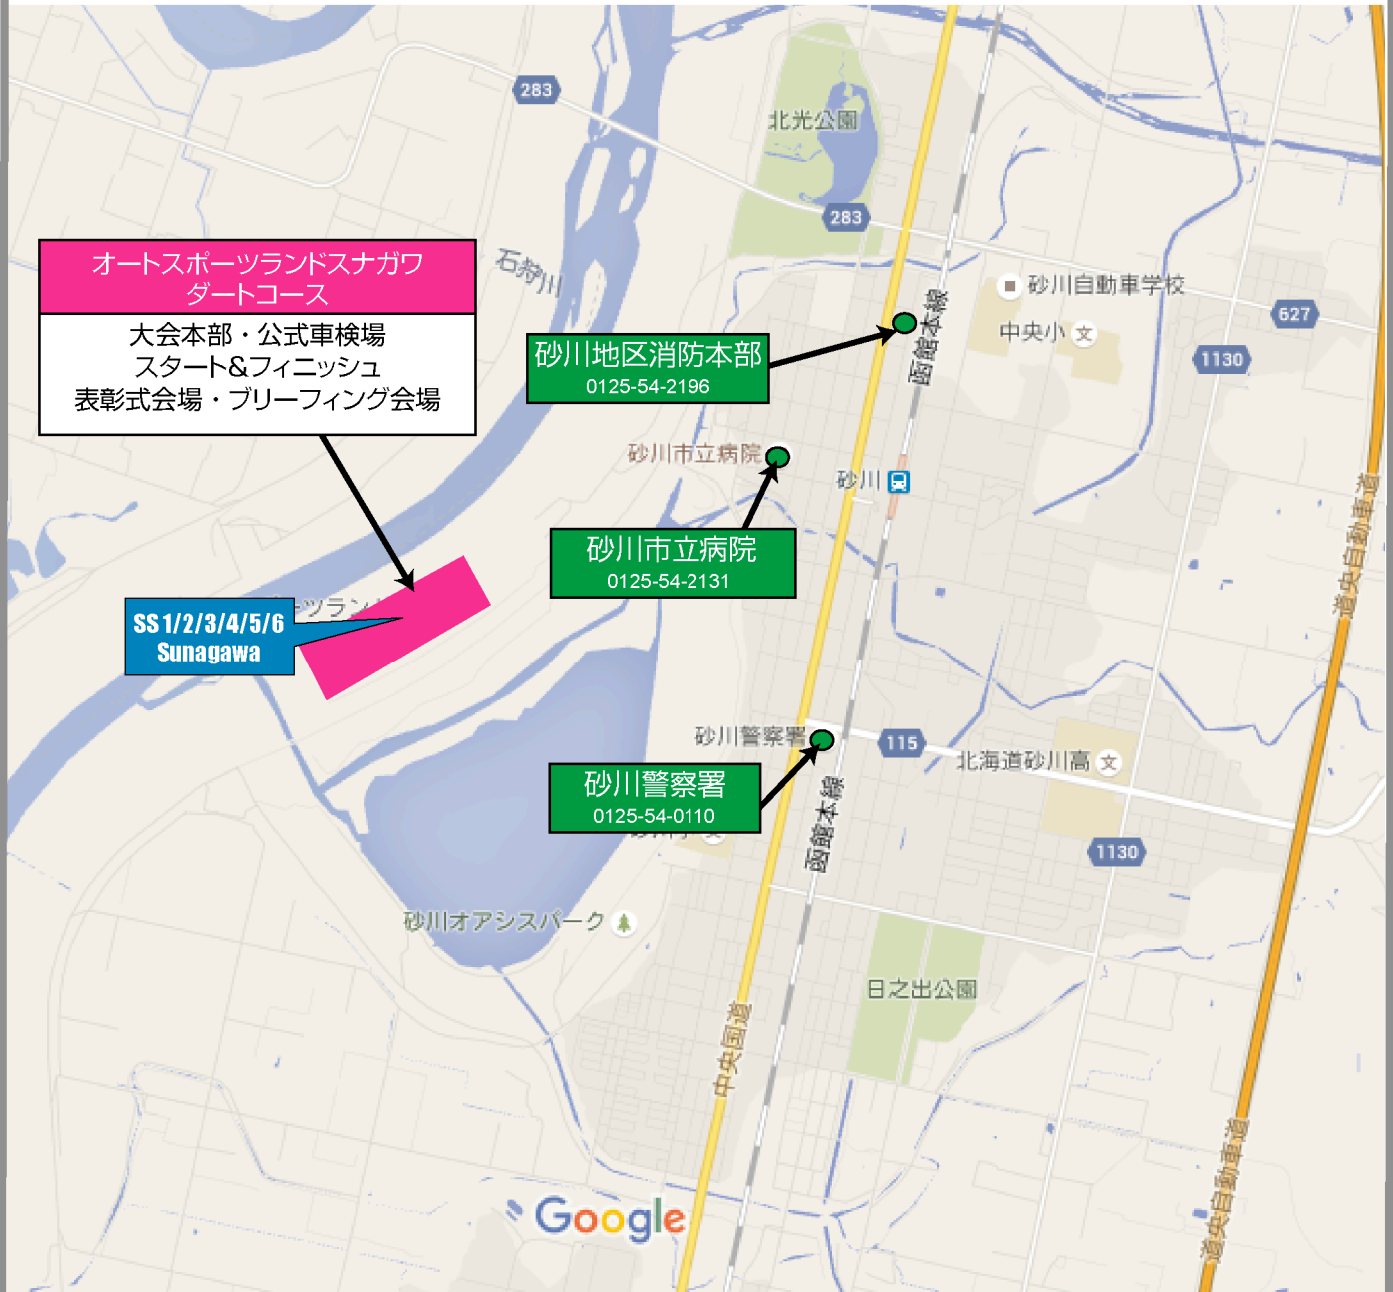 283
北光公園
283
オートスポーツランドスナガワ
ダートコース
大会本部・公式車検場
スタート&フィニッシュ
表彰式会場・ブリーフィング会場
石狩川
砂川自動車学校
627
中央小
文
1130
函館本線
砂川地区消防本部
0125-54-2196
砂川市立病院
砂川
道央自動車道
砂川市立病院
0125-54-2131
ーツラン
SS 1/2/3/4/5/6
Sunagawa
砂川警察署
115
北海道砂川高
文
砂川警察署
0125-54-0110
函館本線
1130
砂川オアシスパーク
日之出公園
中央国道
道央自動車道
Google